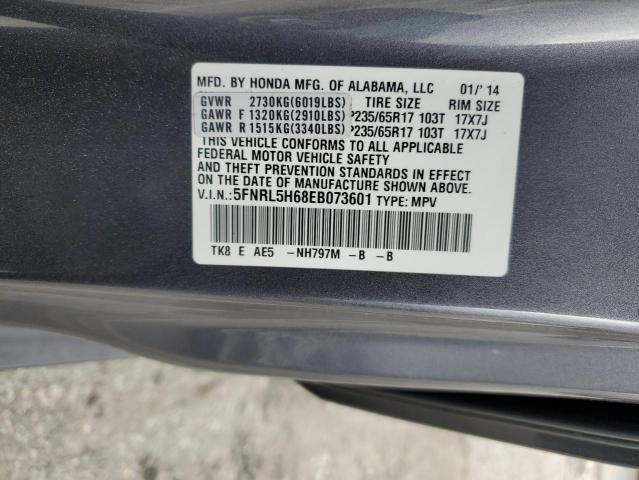 MFD. BY HONDA MFG. OF ALABAMA, LLC 01/'14
GVWR 2730KG(6019LBS) TIRE SIZE RIM SIZE
GAWR F 1320KG(2910LBS) P235/65R17 103T 17X7J
GAWR R 1515KG(3340LBS) P235/65R17 103T 17X7J
THIS VEHICLE CONFORMS TO ALL APPLICABLE
FEDERAL MOTOR VEHICLE SAFETY
AND THEFT PREVENTION STANDARDS IN EFFECT
ON THE DATE OF MANUFACTURE SHOWN ABOVE.
V.I.N.:5FNRL5H68EB073601 TYPE: MPV
TK8 E AE5 -NH797M -B -B